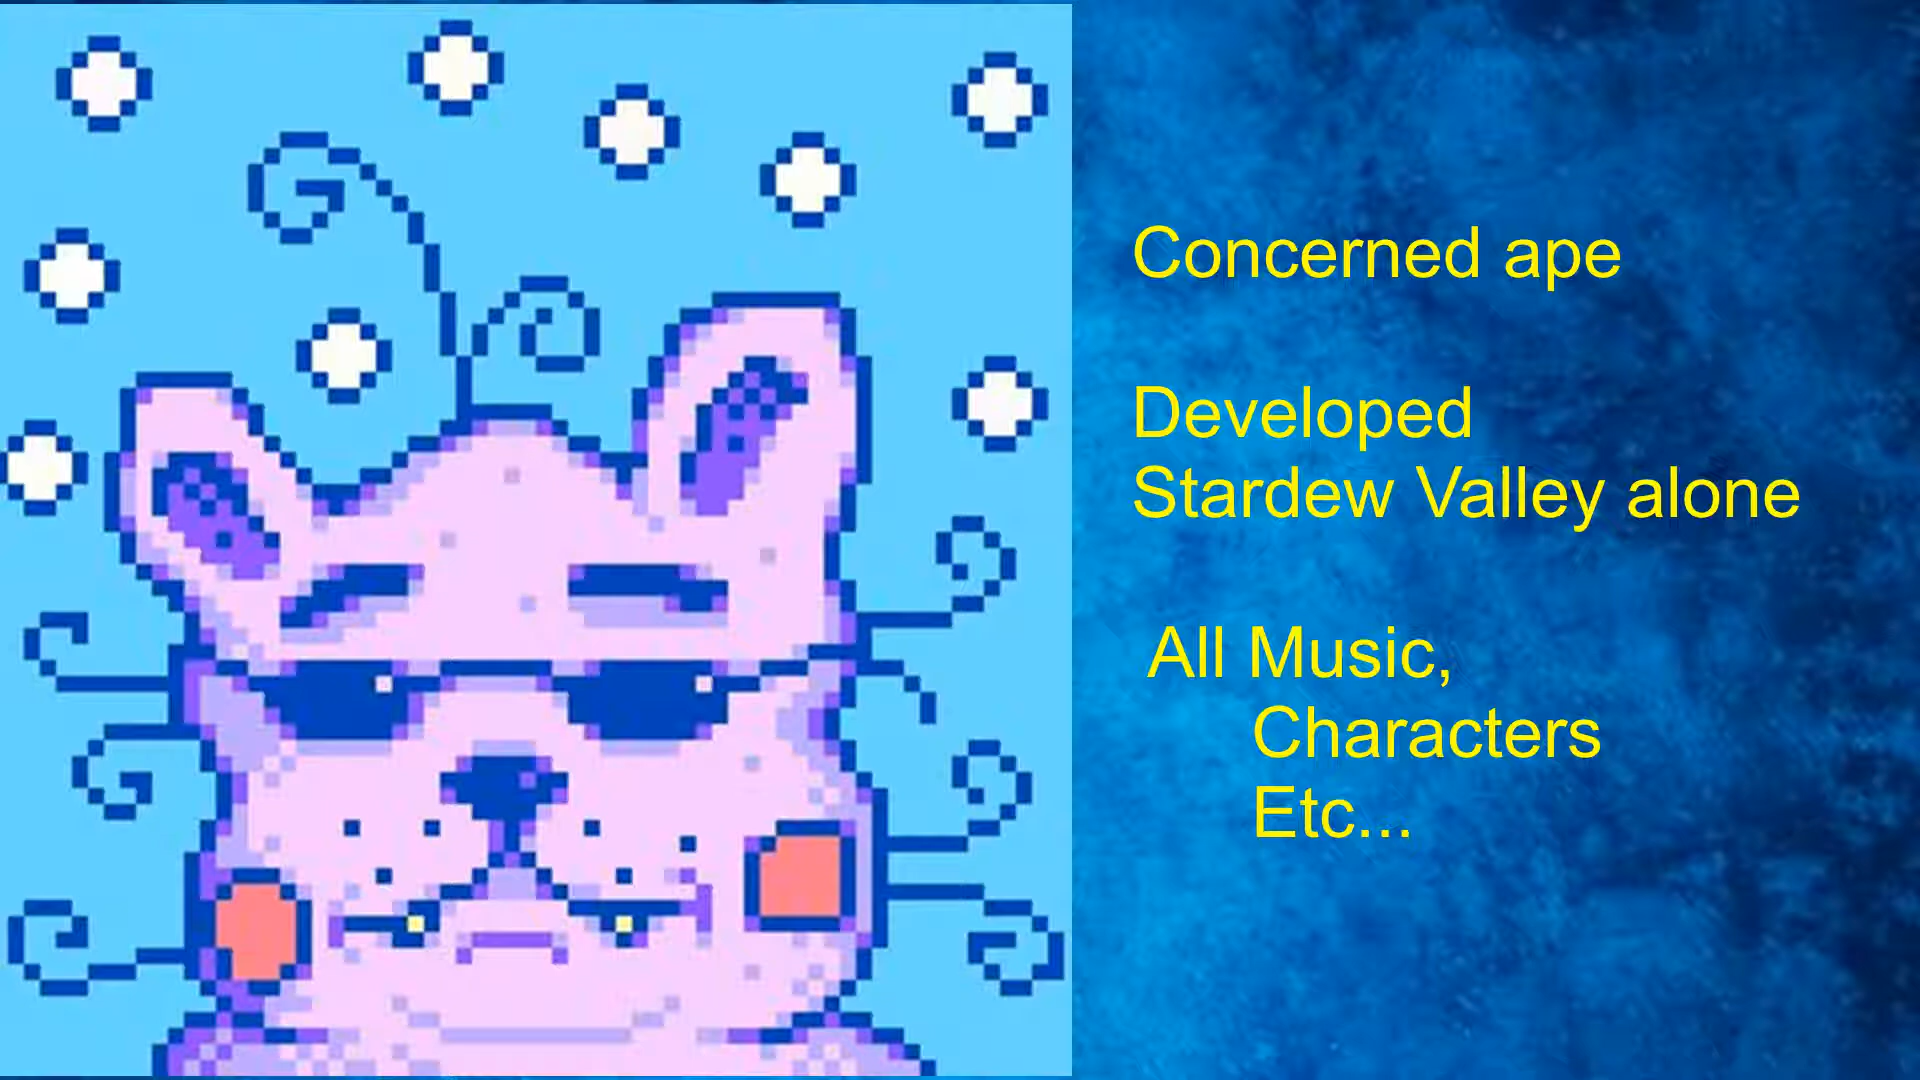 Concerned ape
Developed
Stardew Valley alone
All Music,
Characters
Etc...